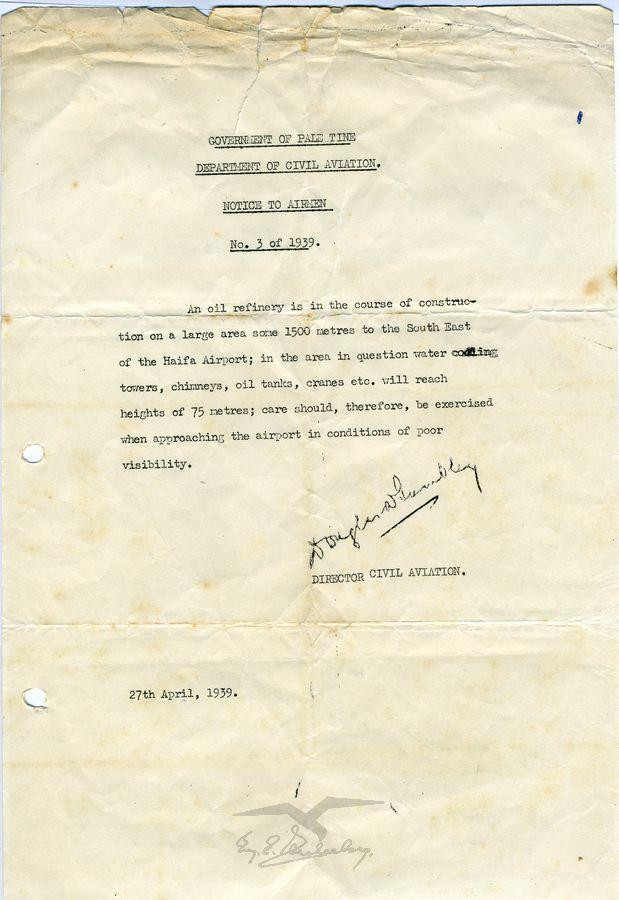 GOVERNMENT OF PALE TINE
DEPARTMENT OF CIVIL AVIATION.
NOTICE TO AIRMEN
No. 3 of 1939.
An oil refinery is in the course of construc-
tion on a large area some 1500 metres to the South East
of the Haifa Airport; in the area in question water cooling
towers, chimneys, oil tanks, cranes etc. will reach
heights of 75 metres; care should, therefore, be exercised
when approaching the airport in conditions of poor
visibility.
Douglas Gumbley
DIRECTOR CIVIL AVIATION.
27th April, 1939.